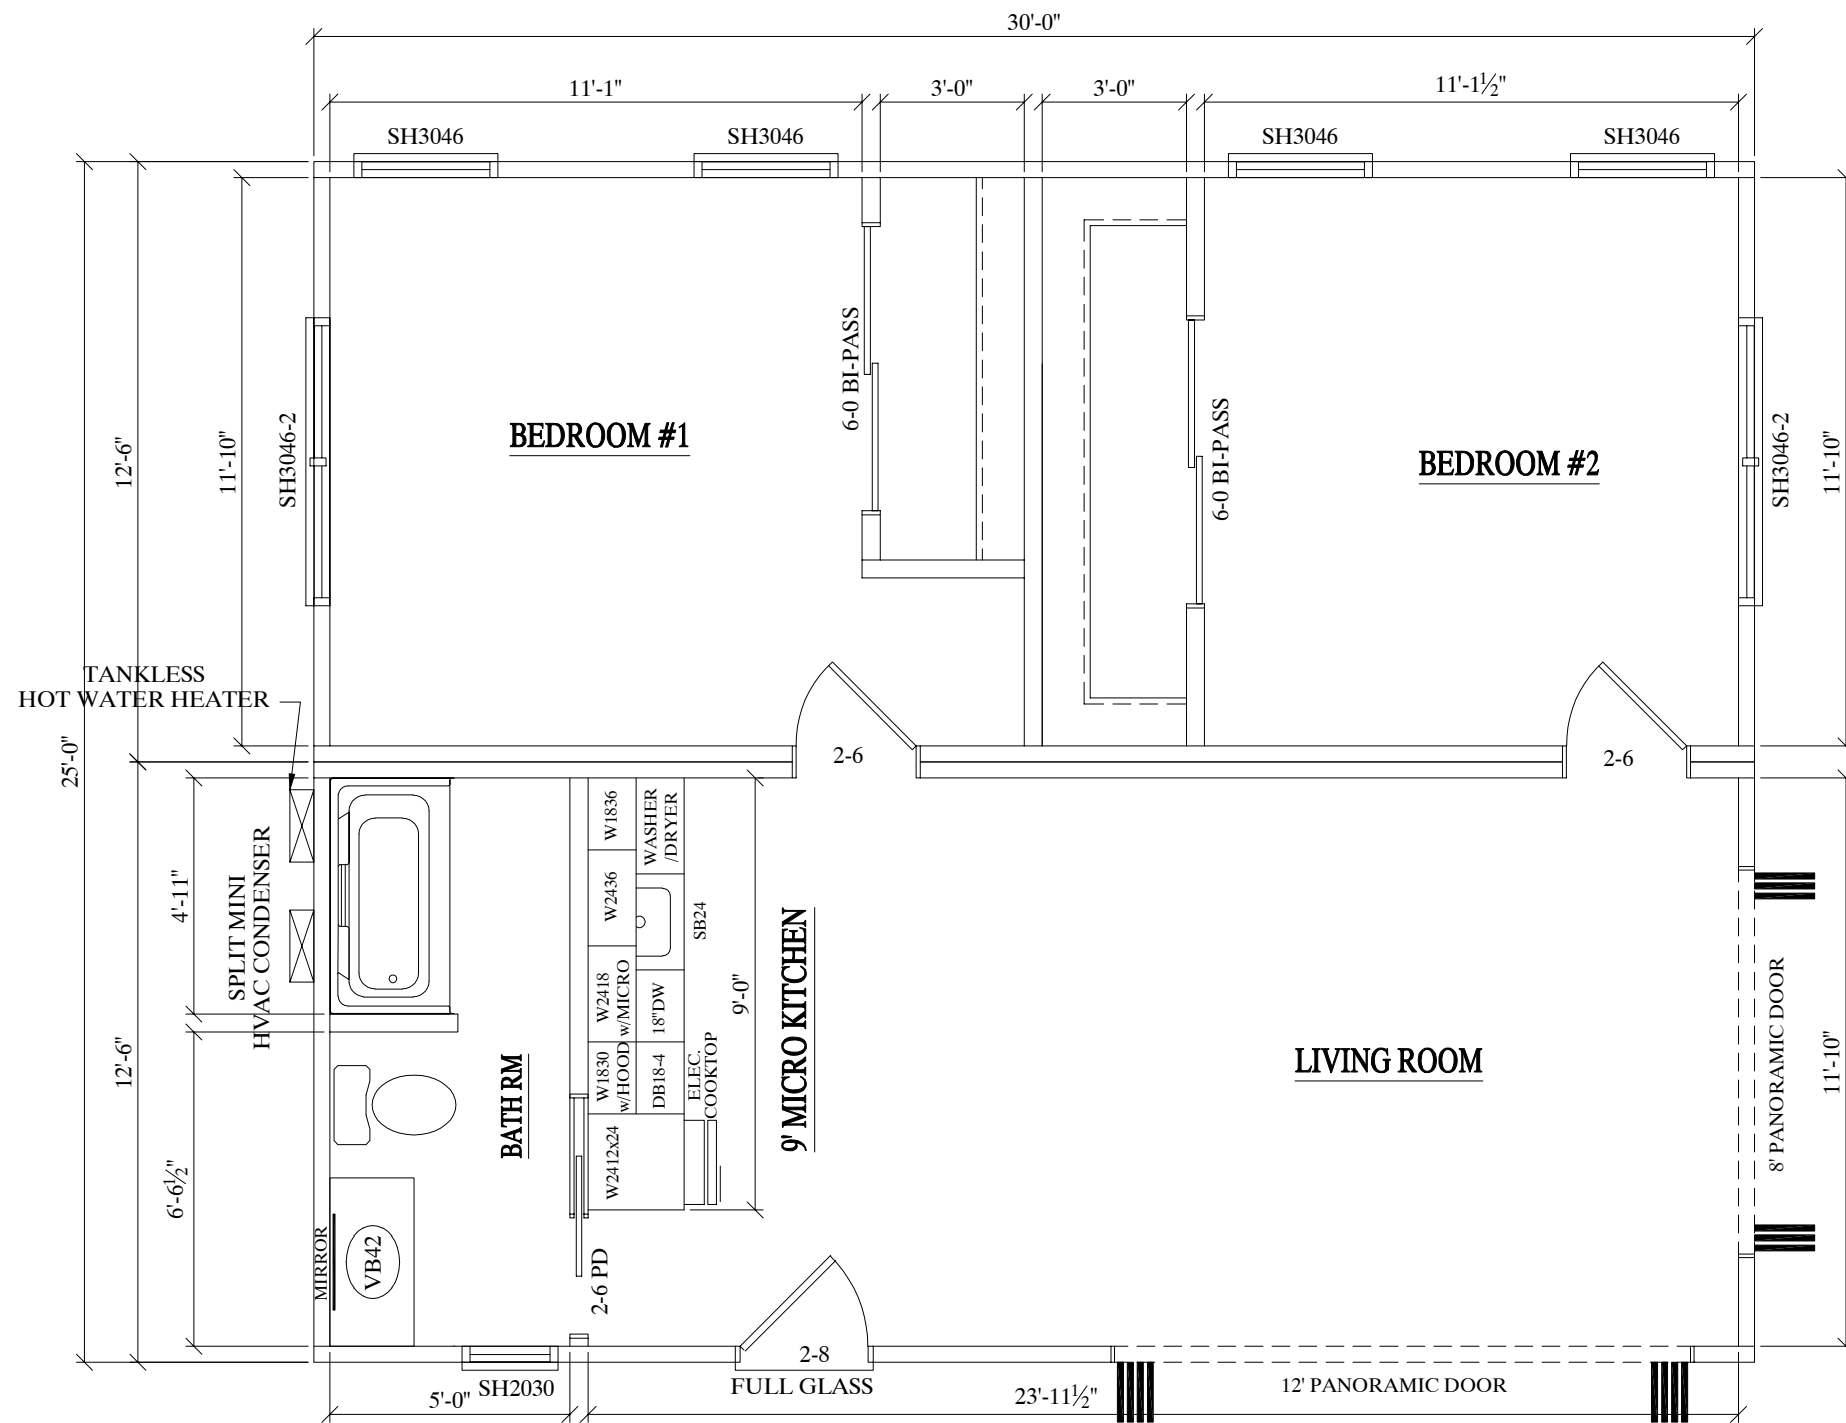 30'-0"
11'-1"
3'-0"
3'-0"
11'-1½"
SH3046
SH3046
SH3046
SH3046
6-0 BI-PASS
6-0 BI-PASS
BEDROOM #1
BEDROOM #2
SH3046-2
SH3046-2
12'-6"
11'-10"
11'-10"
25'-0"
TANKLESS
HOT WATER HEATER
2-6
2-6
SPLIT MINI
HVAC CONDENSER
4'-11"
12'-6"
6'-6½"
W1836
WASHER
/DRYER
W2436
SB24
W2418
w/MICRO
18"DW
W1830
w/HOOD
DB18-4
ELEC.
COOKTOP
W2412x24
9'-0"
9' MICRO KITCHEN
BATH RM
LIVING ROOM
8' PANORAMIC DOOR
11'-10"
MIRROR
VB42
2-6 PD
2-8
FULL GLASS
SH2030
5'-0"
23'-11½"
12' PANORAMIC DOOR